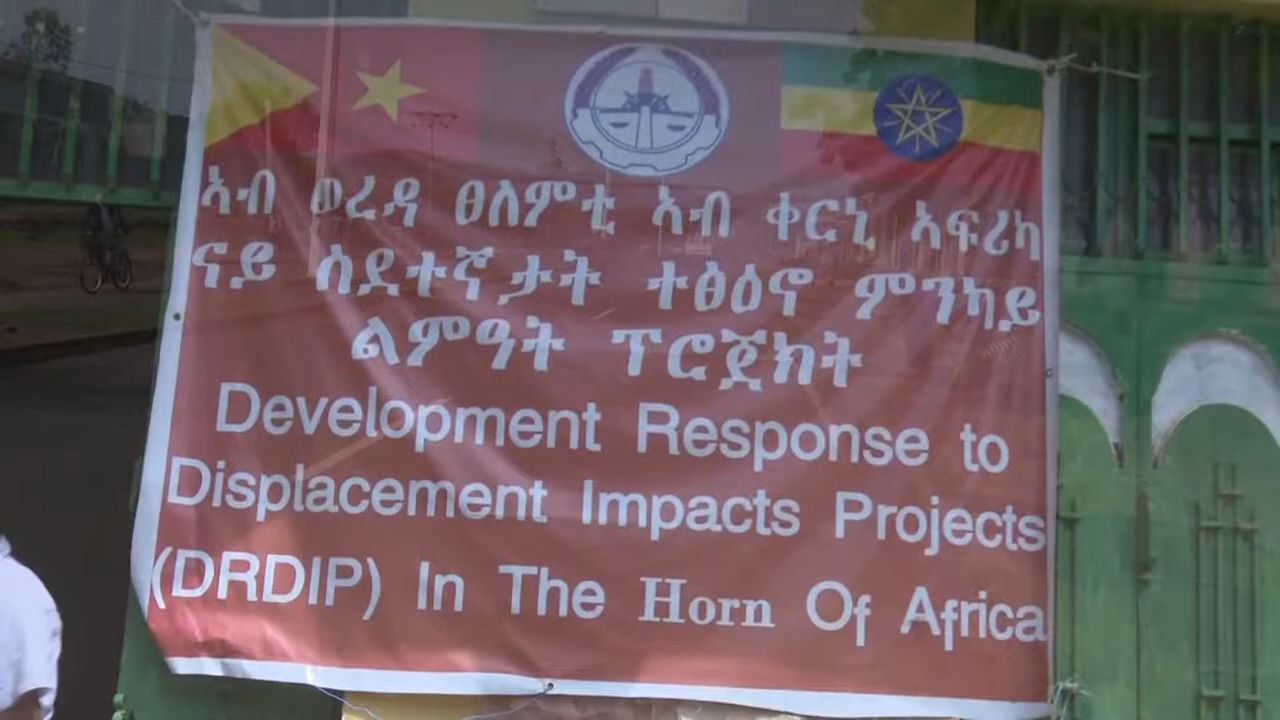 ኣብ ወረዳ ፀለምቲ ኣብ ቀርኒ ኣፍሪካ
ናይ ስደተኛታት ተፅዕኖ ምንካይ
ልምዓት ፕሮጀክት
Development Response to
Displacement Impacts Projects
(DRDIP) In The Horn Of Africa